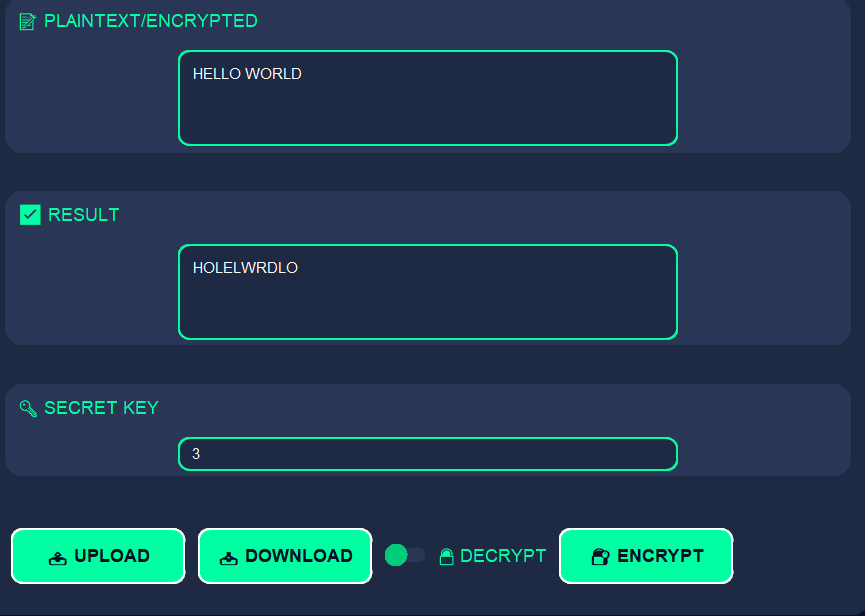 PLAINTEXT/ENCRYPTED
HELLO WORLD
RESULT
HOLELWRDLO
SECRET KEY
3
UPLOAD DOWNLOAD DECRYPT ENCRYPT